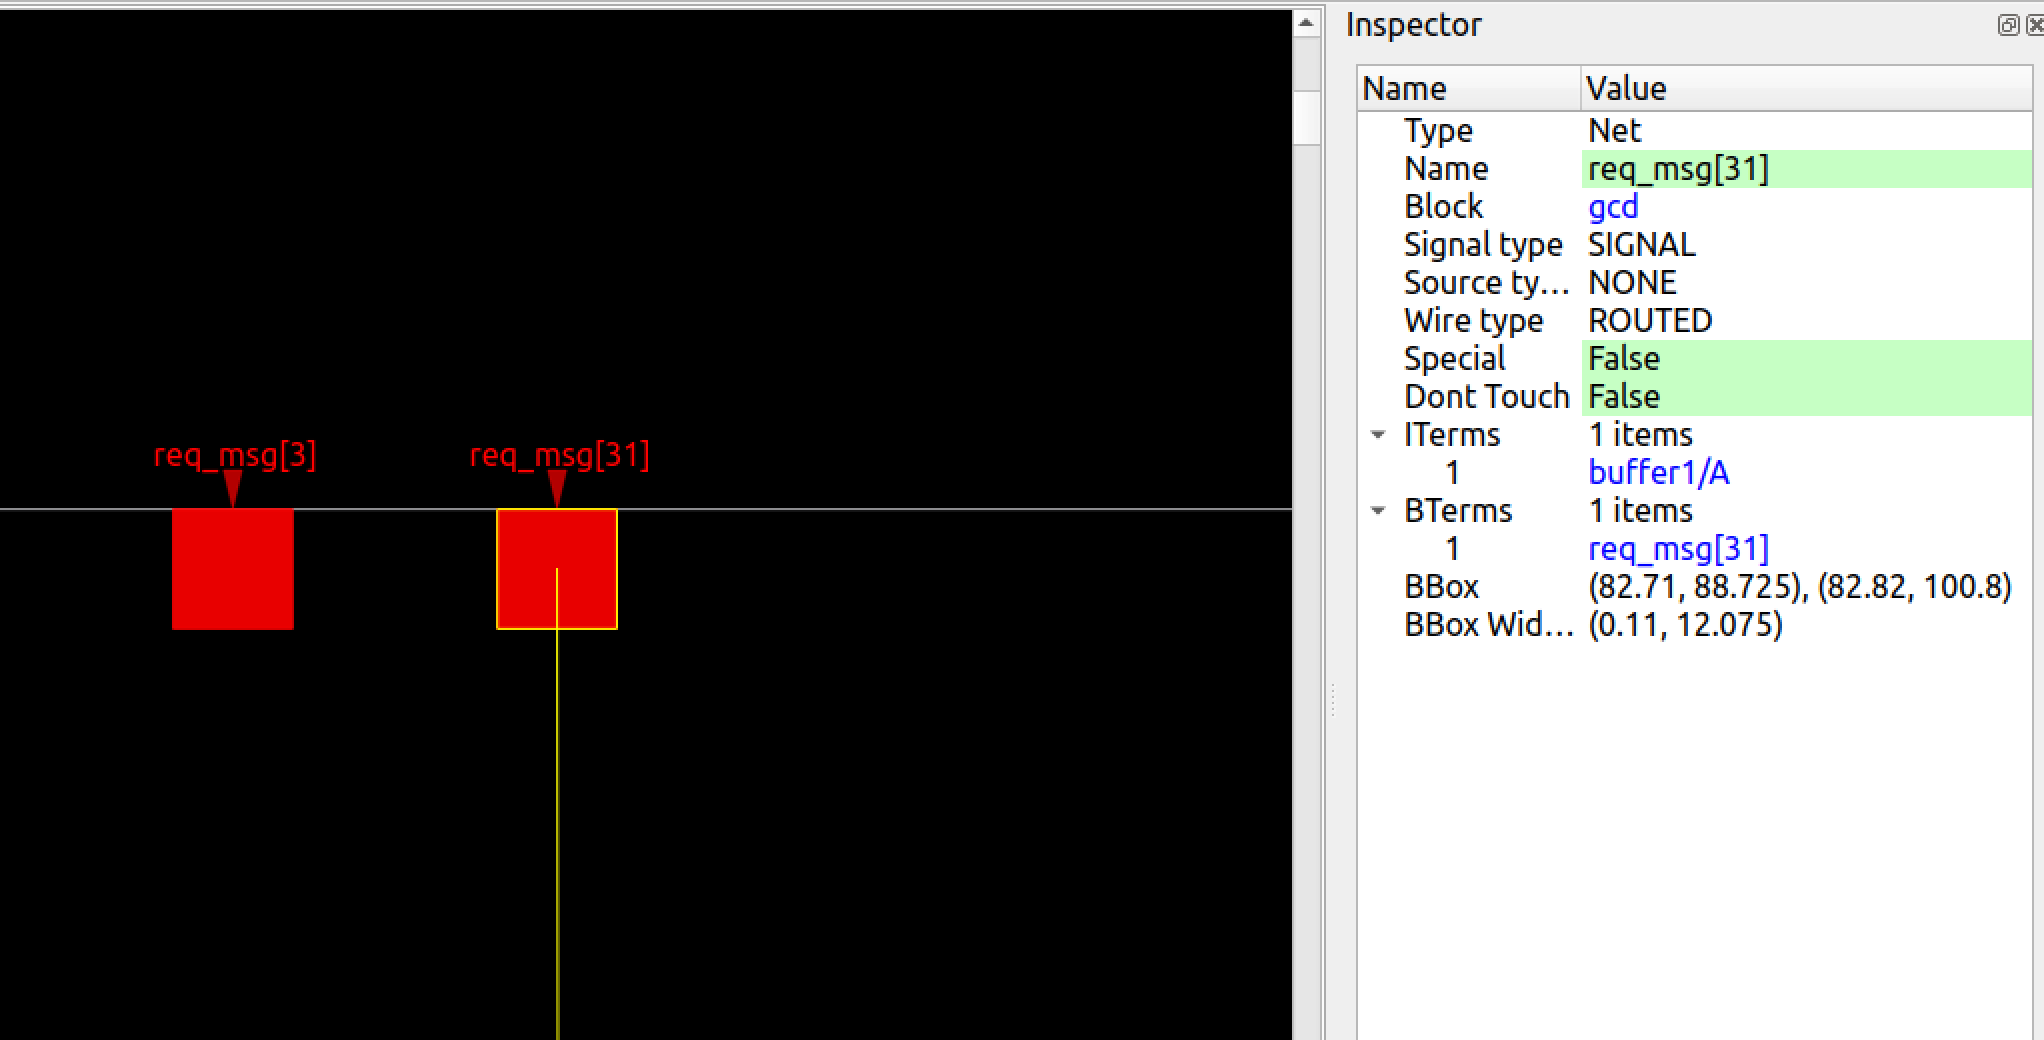 Inspector
Name Value
Type Net
Name req_msg[31]
Block gcd
Signal type SIGNAL
Source ty... NONE
Wire type ROUTED
Special False
Dont Touch False
ITerms 1 items
1 buffer1/A
BTerms 1 items
1 req_msg[31]
BBox (82.71, 88.725), (82.82, 100.8)
BBox Wid... (0.11, 12.075)
req_msg[3] req_msg[31]